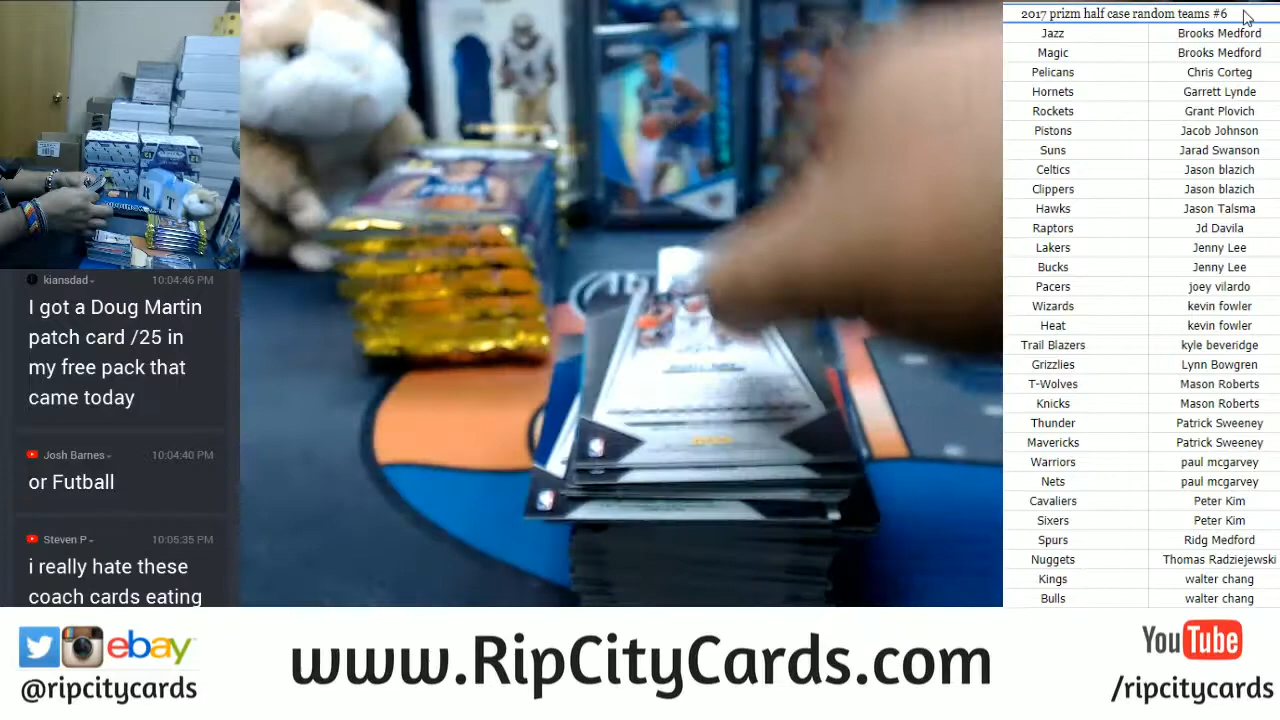 2017 prizm half case random teams #6
Jazz Brooks Medford
Magic Brooks Medford
Pelicans Chris Corteg
Hornets Garrett Lynde
Rockets Grant Plovich
Pistons Jacob Johnson
Suns Jarad Swanson
Celtics Jason blazich
Clippers Jason blazich
Hawks Jason Talsma
Raptors Jd Davila
Lakers Jenny Lee
Bucks Jenny Lee
Pacers joey vilardo
Wizards kevin fowler
Heat kevin fowler
Trail Blazers kyle beveridge
Grizzlies Lynn Bowgren
T-Wolves Mason Roberts
Knicks Mason Roberts
Thunder Patrick Sweeney
Mavericks Patrick Sweeney
Warriors paul mcgarvey
Nets paul mcgarvey
Cavaliers Peter Kim
Sixers Peter Kim
Spurs Ridg Medford
Nuggets Thomas Radziejewski
Kings walter chang
Bulls walter chang
PHILA
kiansdad 10:04:46 PM
I got a Doug Martin
patch card /25 in
my free pack that
came today
Josh Barnes 10:04:40 PM
or Futball
Steven P 10:05:35 PM
i really hate these
coach cards eating
ebay
@ripcitycards
www.RipCityCards.com
YouTube
/ripcitycards